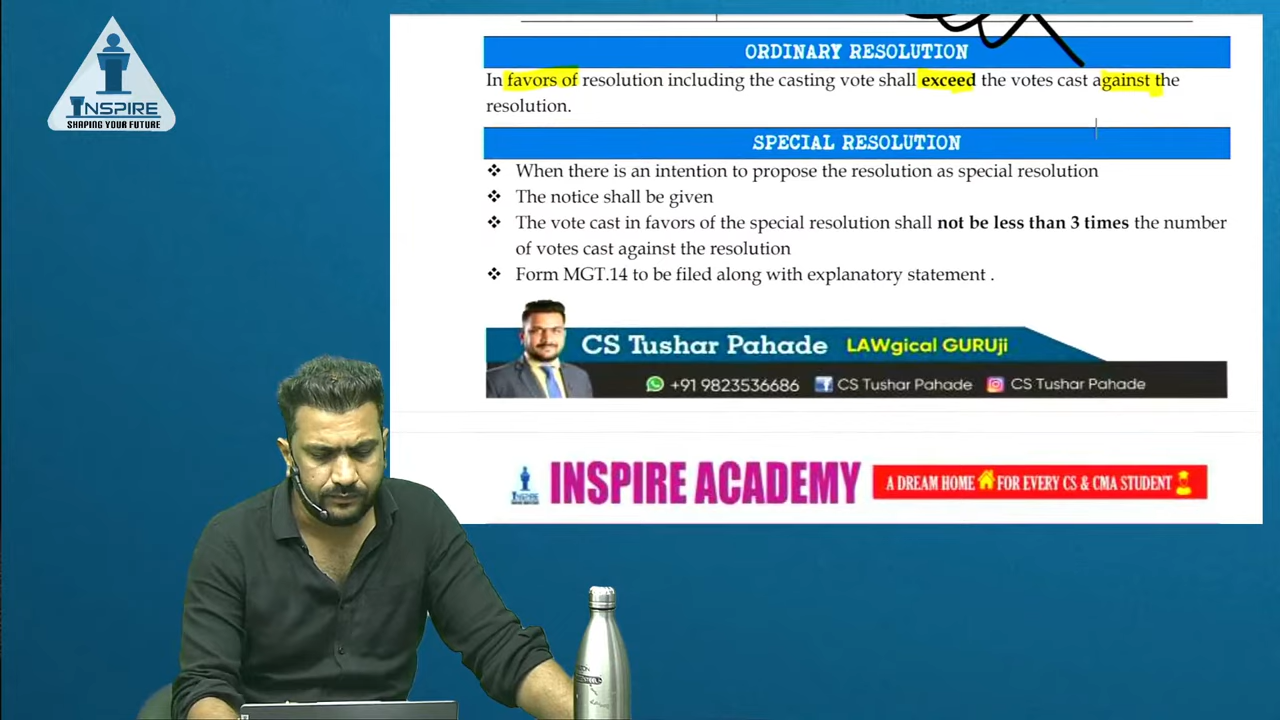 INSPIRE
SHAPING YOUR FUTURE
ORDINARY RESOLUTION
In favors of resolution including the casting vote shall exceed the votes cast against the
resolution.
SPECIAL RESOLUTION
❖ When there is an intention to propose the resolution as special resolution
❖ The notice shall be given
❖ The vote cast in favors of the special resolution shall not be less than 3 times the number
of votes cast against the resolution
❖ Form MGT.14 to be filed along with explanatory statement .
CS Tushar Pahade LAWgical GURUji
+91 9823536686 CS Tushar Pahade CS Tushar Pahade
INSPIRE ACADEMY A DREAM HOME FOR EVERY CS & CMA STUDENT